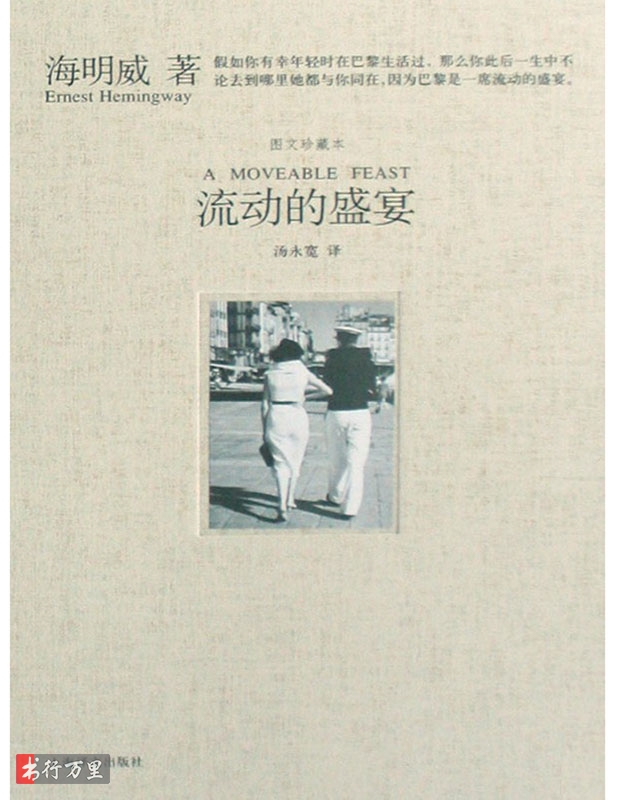 海明威 著
Ernest Hemingway
假如你有幸年轻时在巴黎生活过，那么你此后一生中不
论去到哪里她都与你同在，因为巴黎是一席流动的盛宴。
图文珍藏本
A MOVEABLE FEAST
流动的盛宴
汤永宽 译
出版社
书行万里